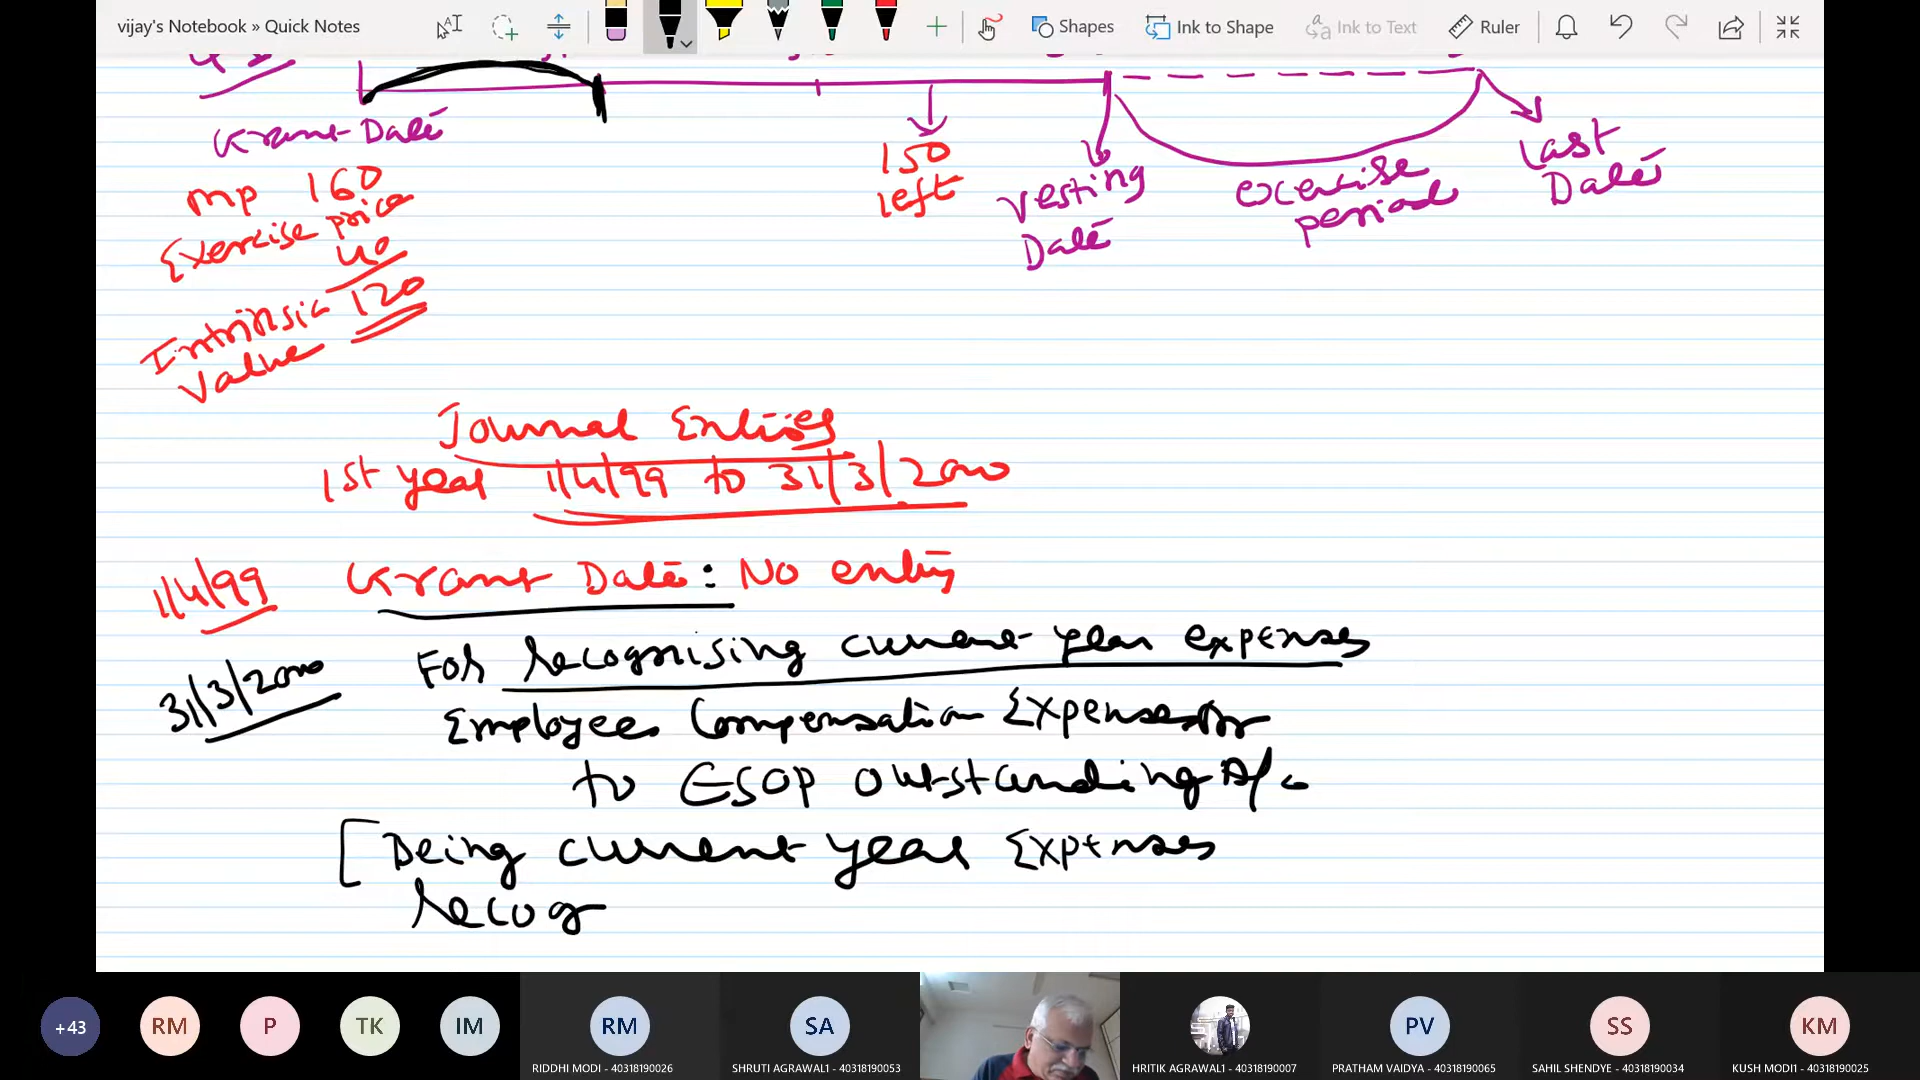 vijay's Notebook » Quick Notes
Shapes
Ink to Shape
Ink to Text
Ruler
Grant Date
150
left
Vesting
Date
excercise
period
Last
Date
MP 160
Exercise price
40
Intrinsic 120
Value
Journal Entries
1st year 1/4/99 to 31/3/2000
1/4/99 Grant Date: No entry
31/3/2000
For recognising current year expenses
Employees Compensation Expenses Dr
to ESOP Outstanding A/c
[Being current year Expenses
recog
+43
RM
P
TK
IM
RM
RIDDHI MODI - 40318190026
SA
SHRUTI AGRAWAL1 - 40318190053
HRITIK AGRAWAL1 - 40318190007
PV
PRATHAM VAIDYA - 40318190065
SS
SAHIL SHENDYE - 40318190034
KM
KUSH MODI1 - 40318190025